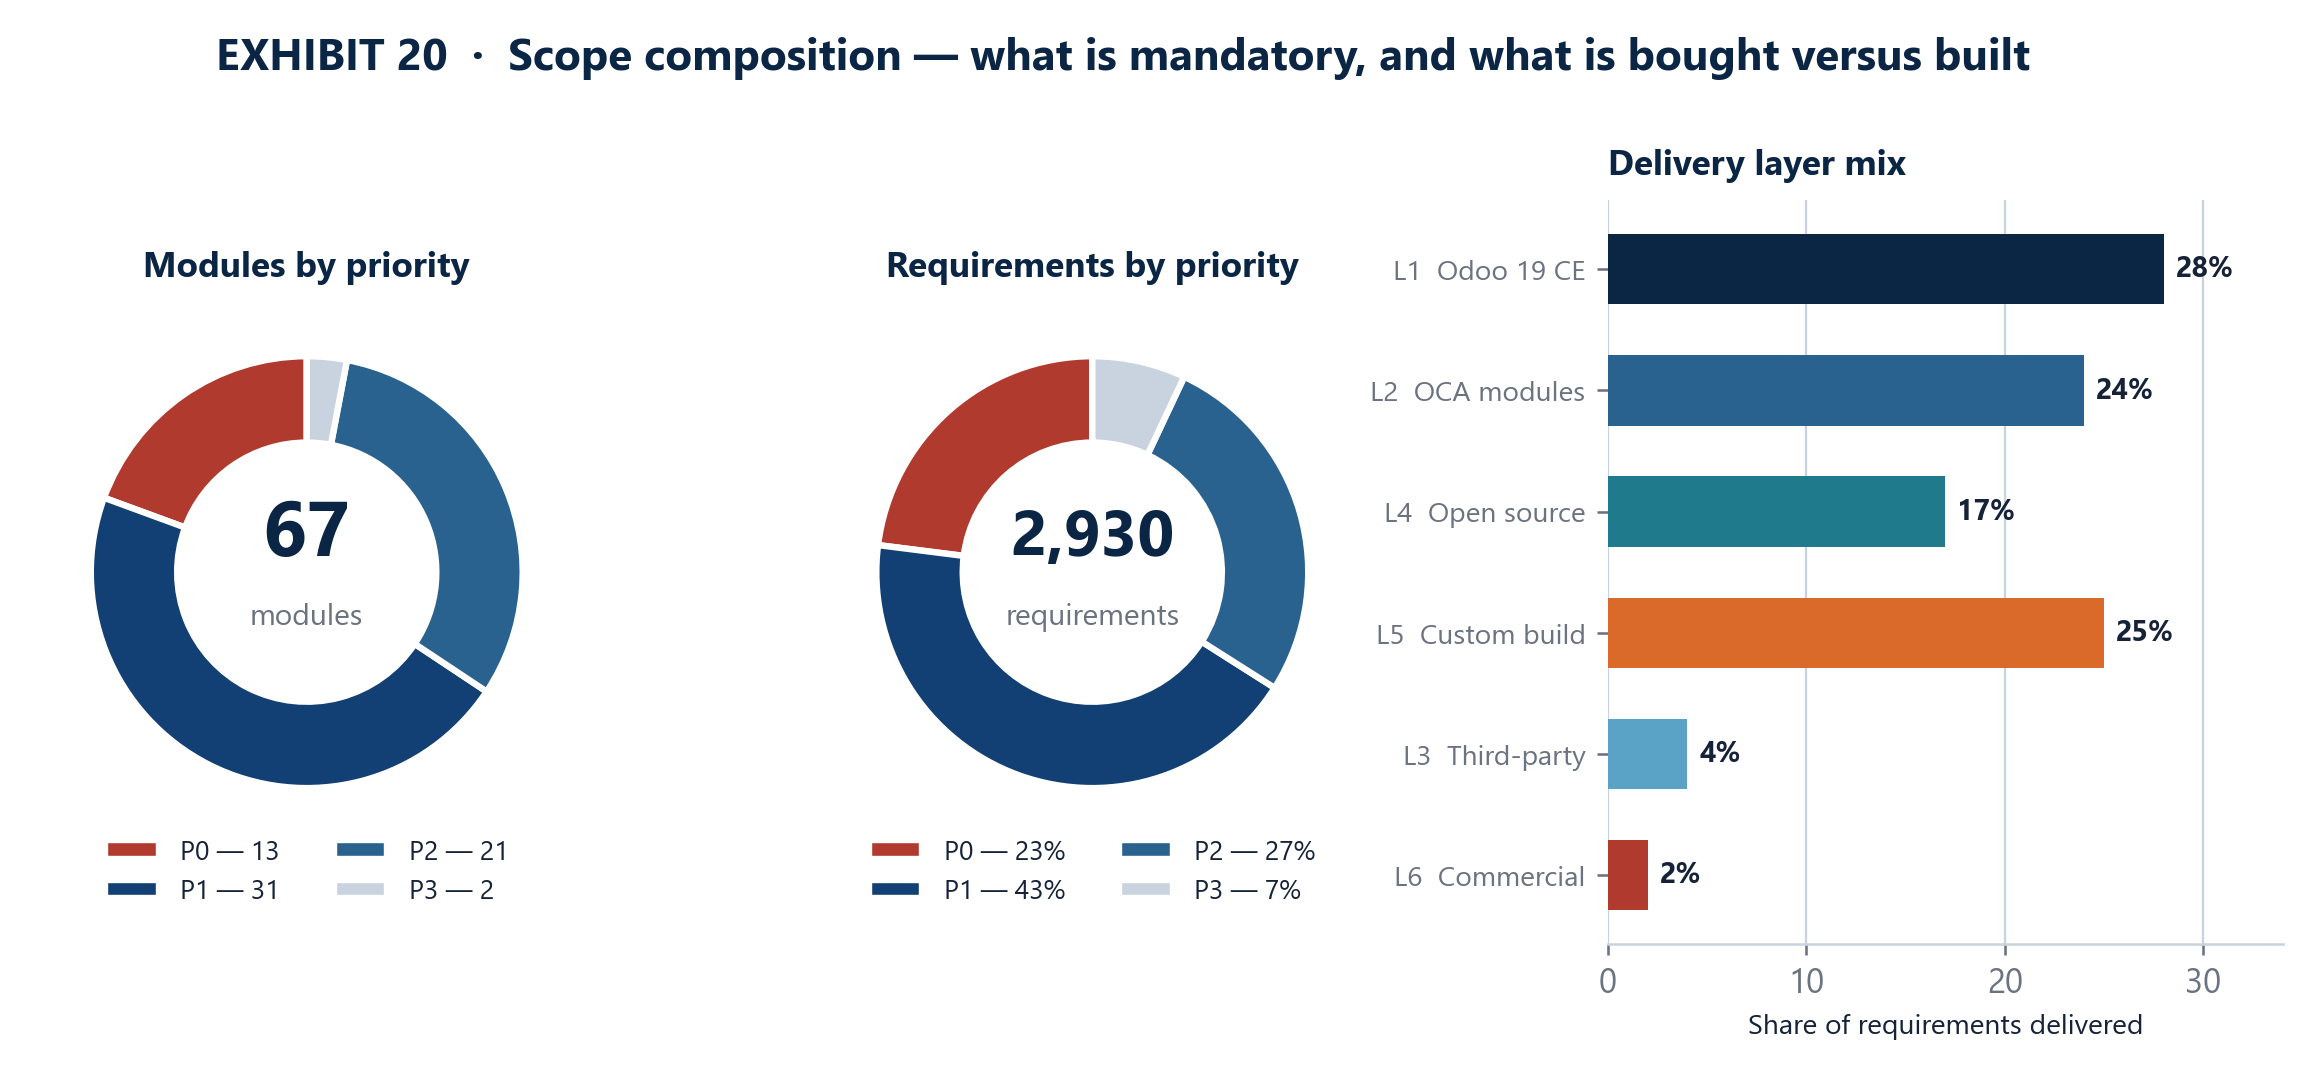 EXHIBIT 20 · Scope composition — what is mandatory, and what is bought versus built
Modules by priority
67
modules
P0 — 13
P1 — 31
P2 — 21
P3 — 2
Requirements by priority
2,930
requirements
P0 — 23%
P1 — 43%
P2 — 27%
P3 — 7%
Delivery layer mix
L1 Odoo 19 CE 28%
L2 OCA modules 24%
L4 Open source 17%
L5 Custom build 25%
L3 Third-party 4%
L6 Commercial 2%
0 10 20 30
Share of requirements delivered